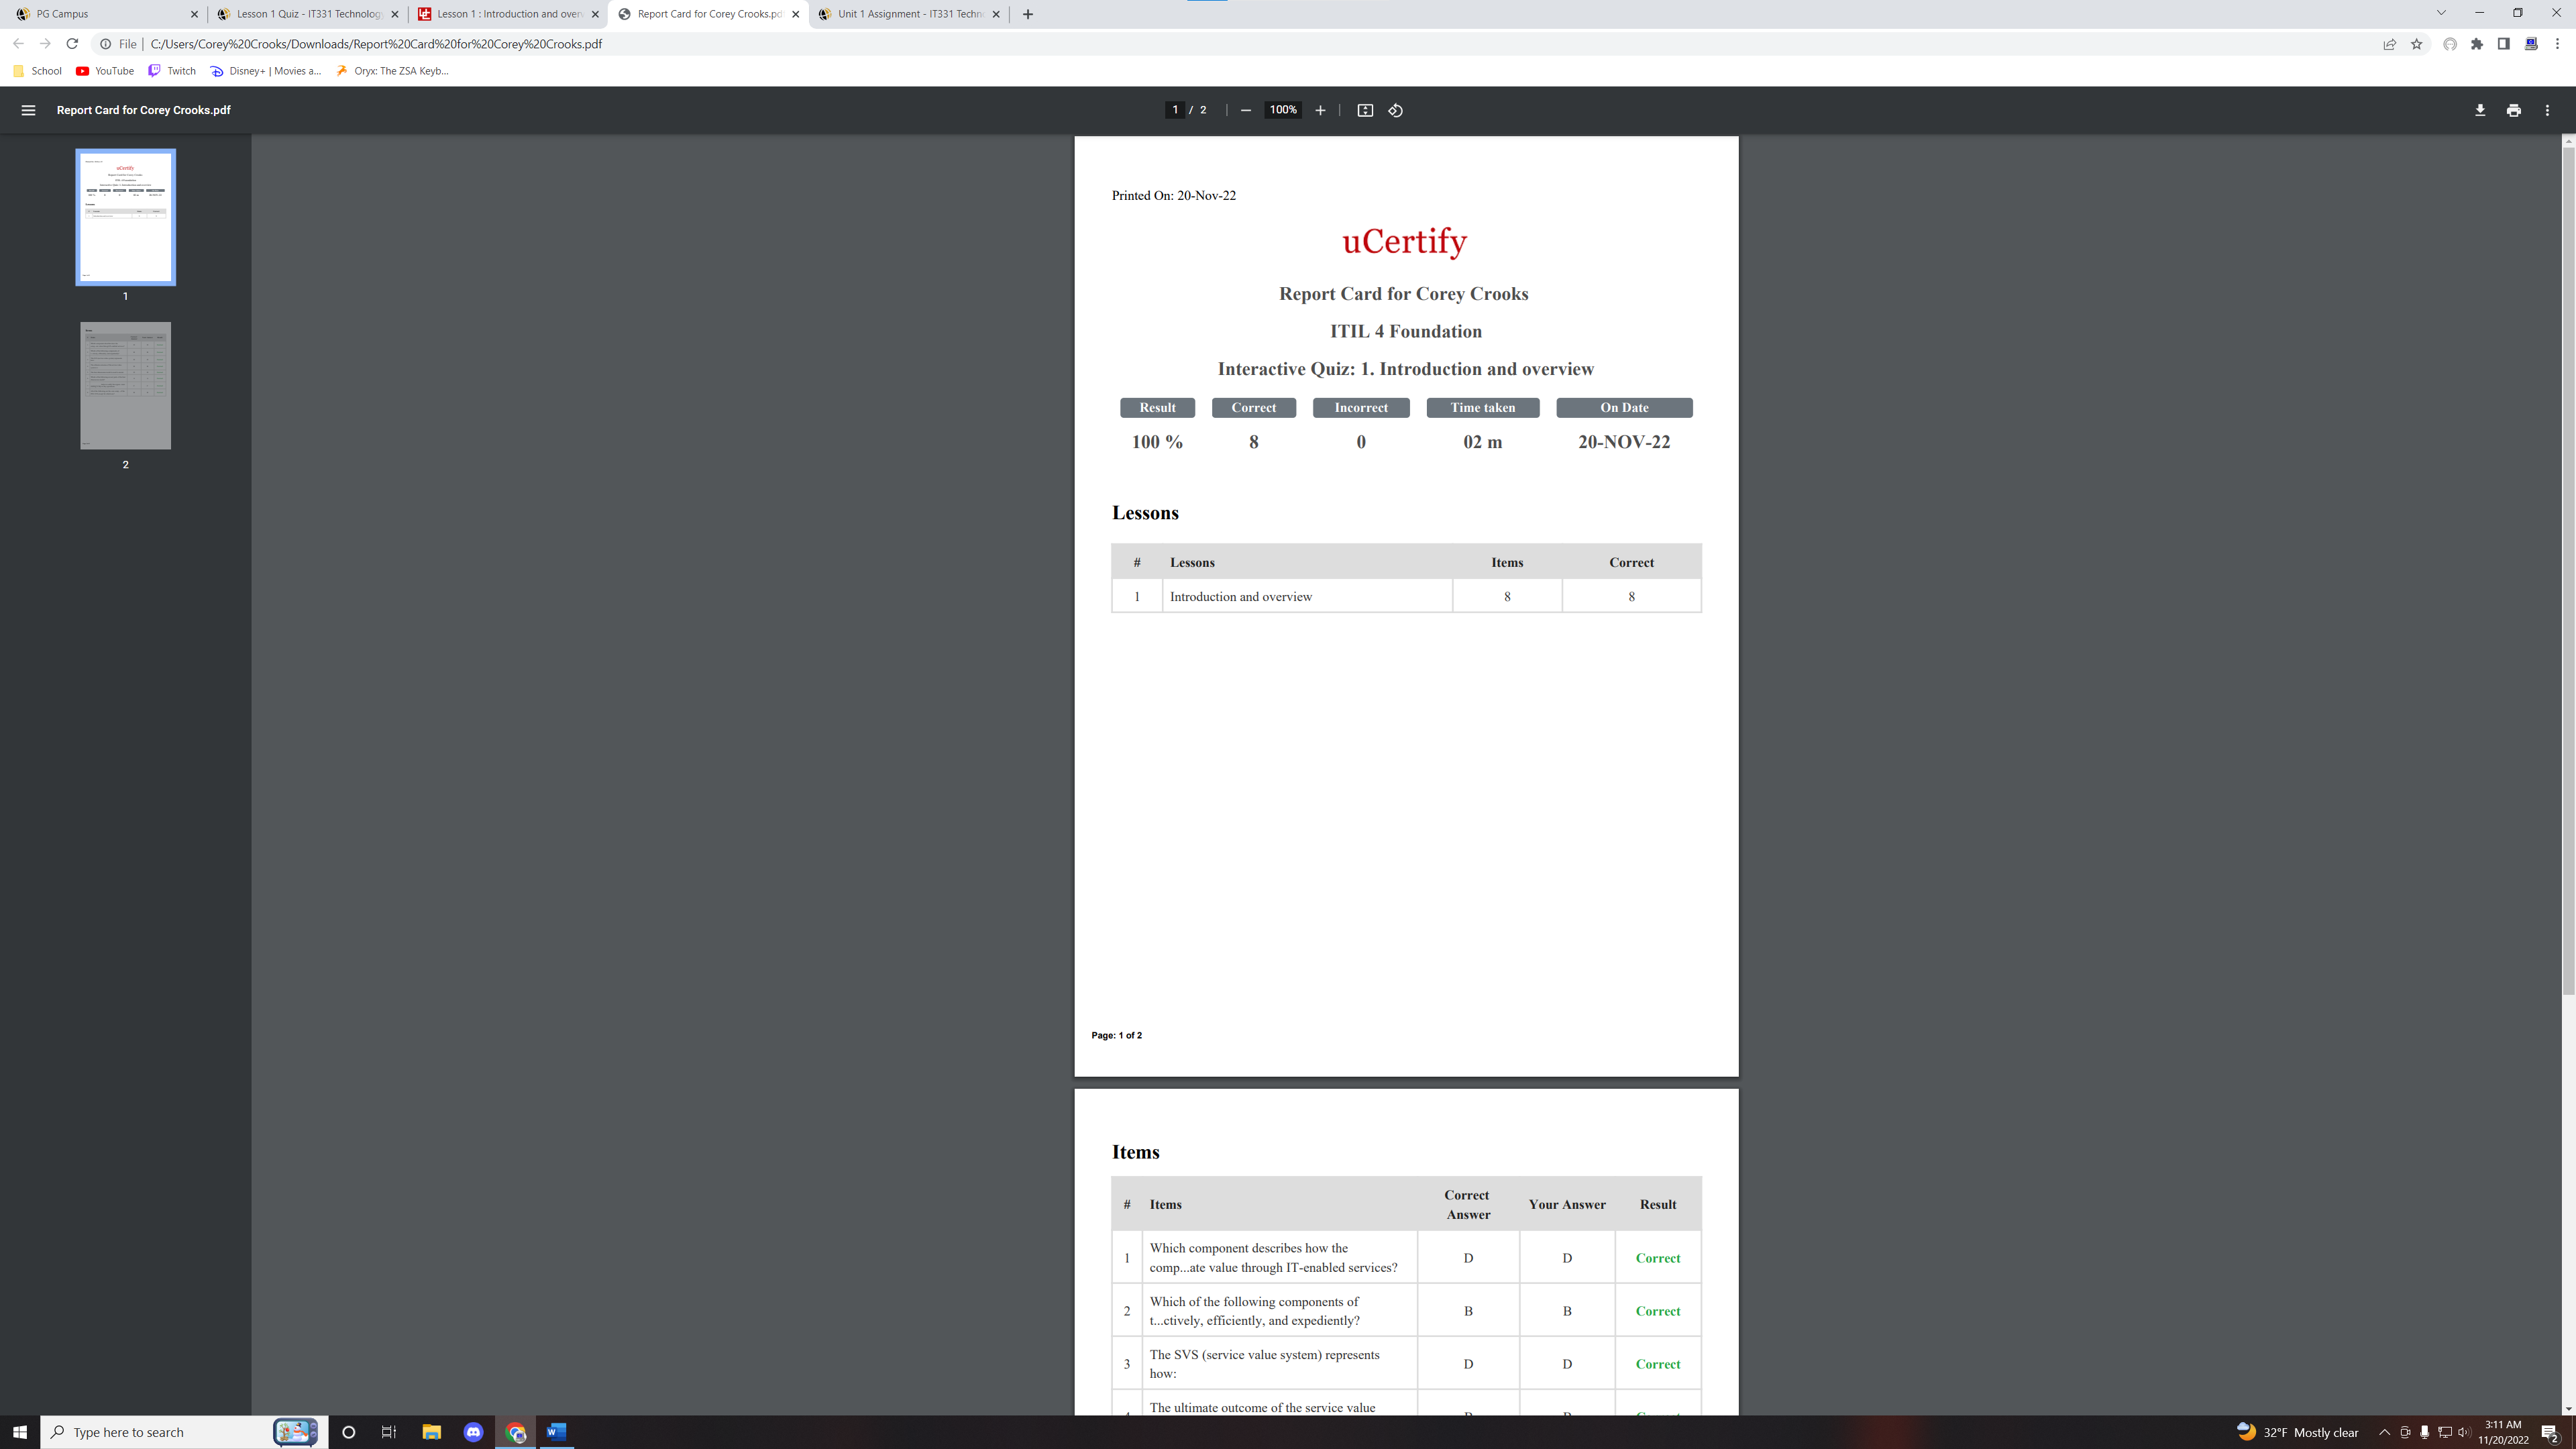 PG Campus
Lesson 1 Quiz - IT331 Technology
Lesson 1 : Introduction and over
Report Card for Corey Crooks.pd
Unit 1 Assignment - IT331 Techn
File
C:/Users/Corey%20Crooks/Downloads/Report%20Card%20for%20Corey%20Crooks.pdf
School
YouTube
Twitch
Disney+ | Movies a...
Oryx: The ZSA Keyb...
Report Card for Corey Crooks.pdf
1 / 2
100%
1
2
Printed On: 20-Nov-22
uCertify
Report Card for Corey Crooks
ITIL 4 Foundation
Interactive Quiz: 1. Introduction and overview
Result Correct Incorrect Time taken On Date
100 % 8 0 02 m 20-NOV-22
Lessons
# Lessons Items Correct
1 Introduction and overview 8 8
Page: 1 of 2
Items
# Items Correct Answer Your Answer Result
1 Which component describes how the
comp...ate value through IT-enabled services? D D Correct
2 Which of the following components of
t...ctively, efficiently, and expediently? B B Correct
3 The SVS (service value system) represents
how: D D Correct
The ultimate outcome of the service value
Type here to search
32°F Mostly clear
3:11 AM
11/20/2022
2